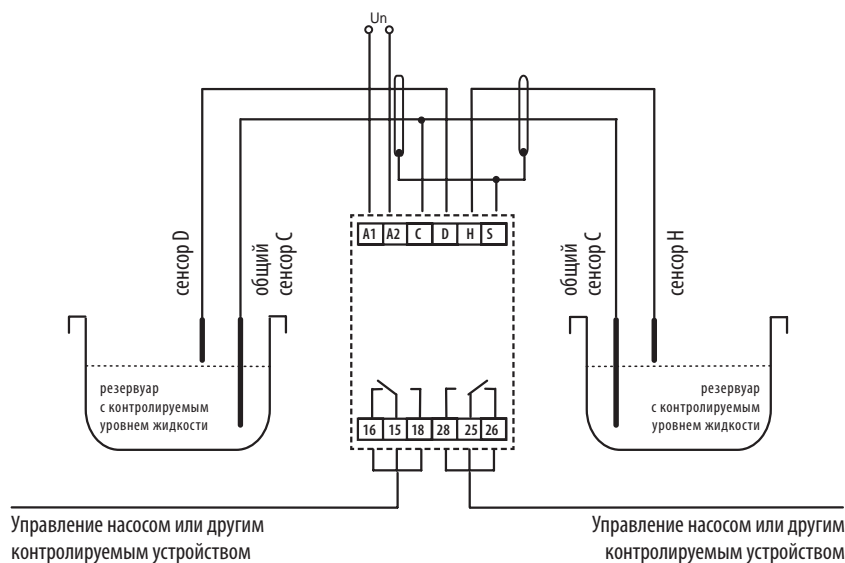 Un
A1 A2 C D H S
сенсор D
общий
сенсор C
общий
сенсор C
сенсор H
резервуар
с контролируемым
уровнем жидкости
резервуар
с контролируемым
уровнем жидкости
16 15 18 28 25 26
Управление насосом или другим
контролируемым устройством
Управление насосом или другим
контролируемым устройством